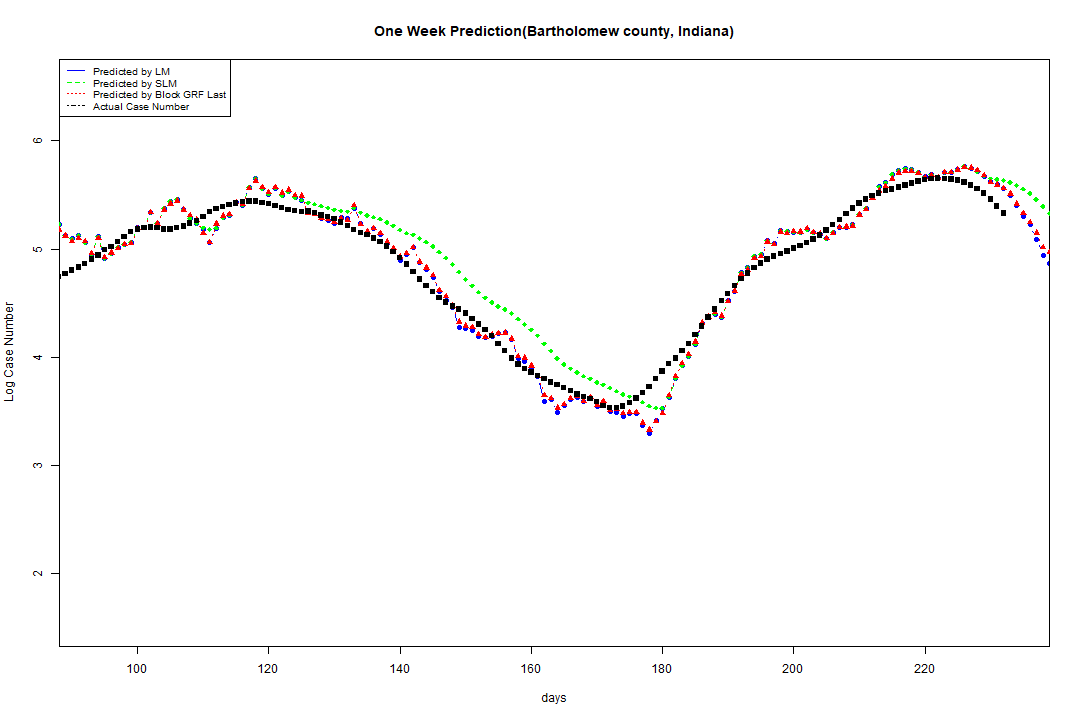 One Week Prediction(Bartholomew county, Indiana)
Predicted by LM
Predicted by SLM
Predicted by Block GRF Last
Actual Case Number
6
5
4
3
2
Log Case Number
100 120 140 160 180 200 220
days